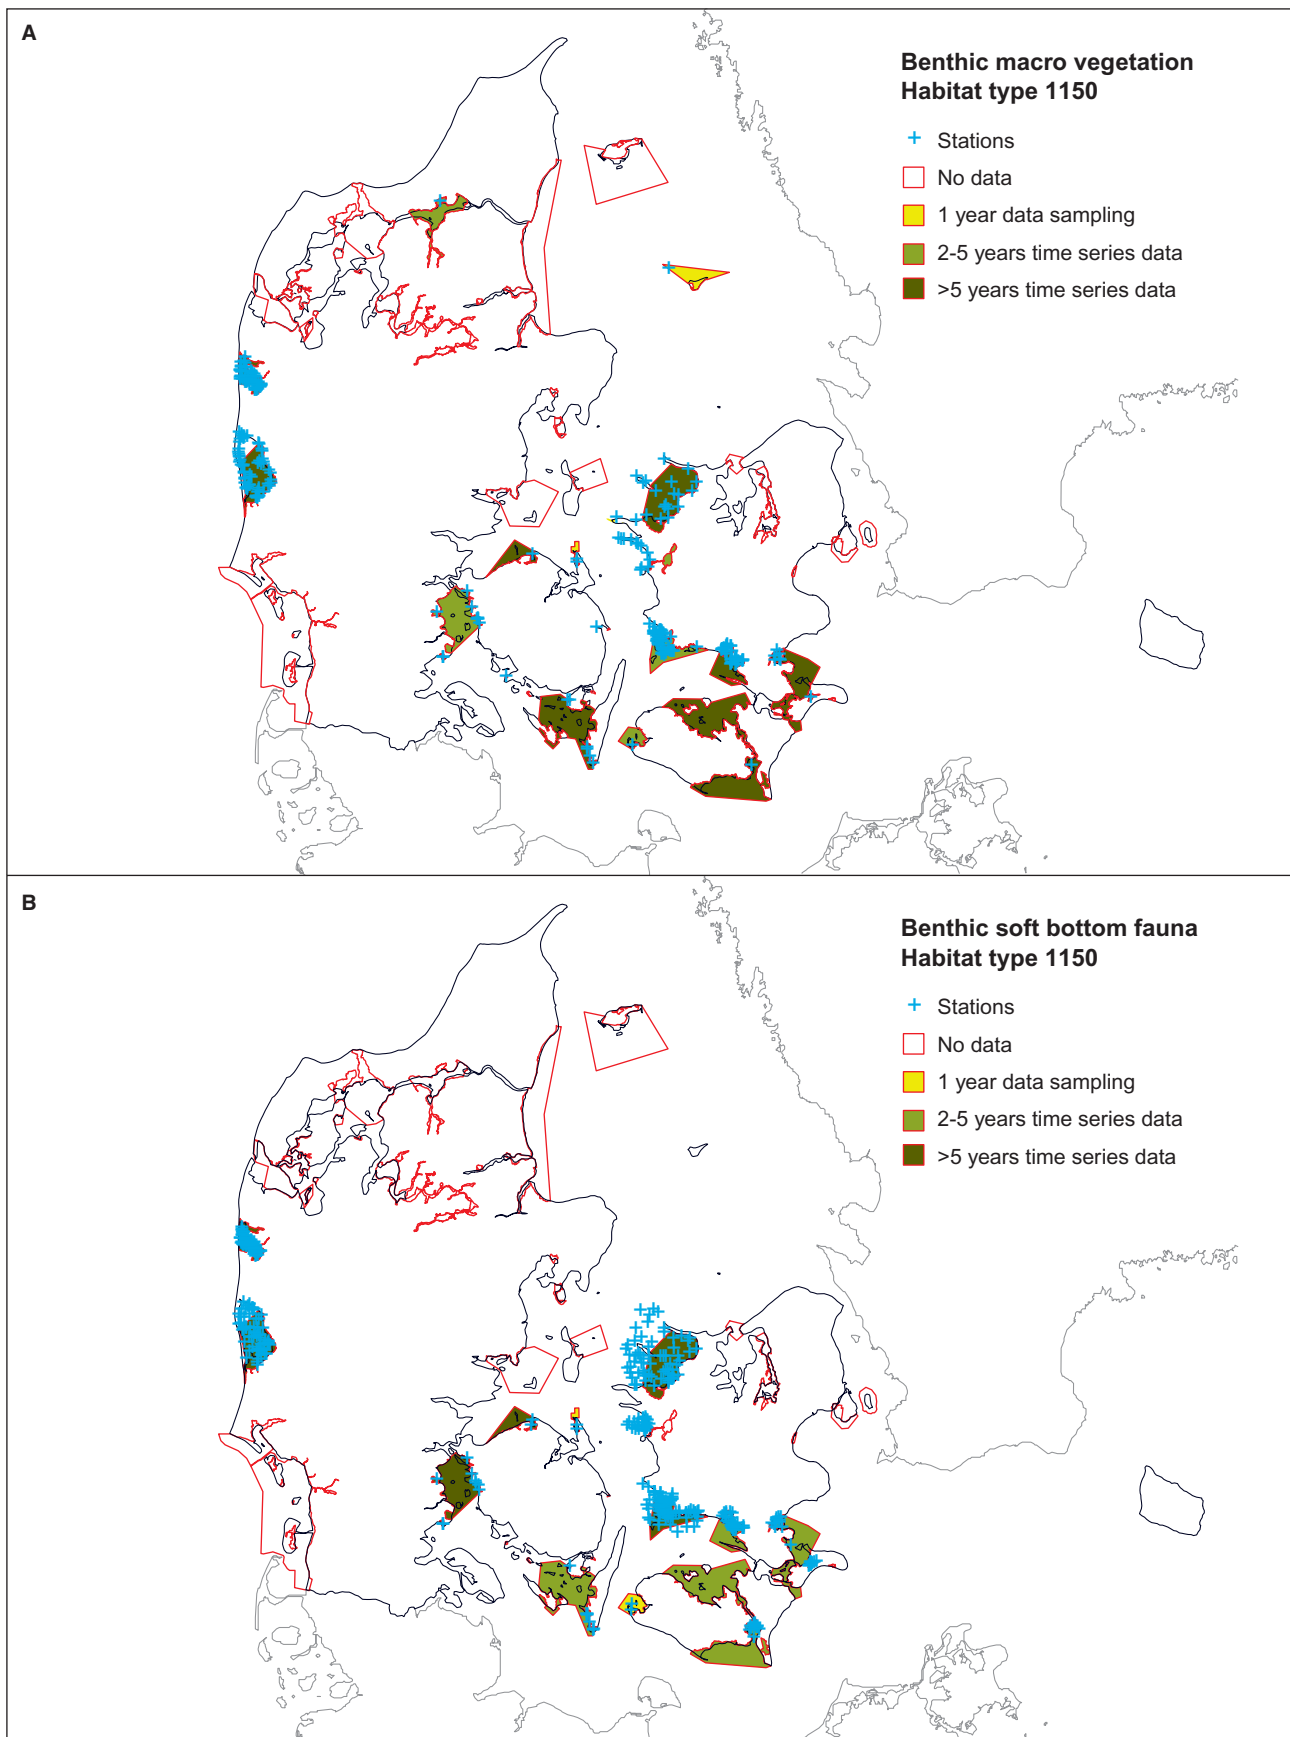 A
Benthic macro vegetation
Habitat type 1150
Stations
No data
1 year data sampling
2-5 years time series data
>5 years time series data
B
Benthic soft bottom fauna
Habitat type 1150
Stations
No data
1 year data sampling
2-5 years time series data
>5 years time series data